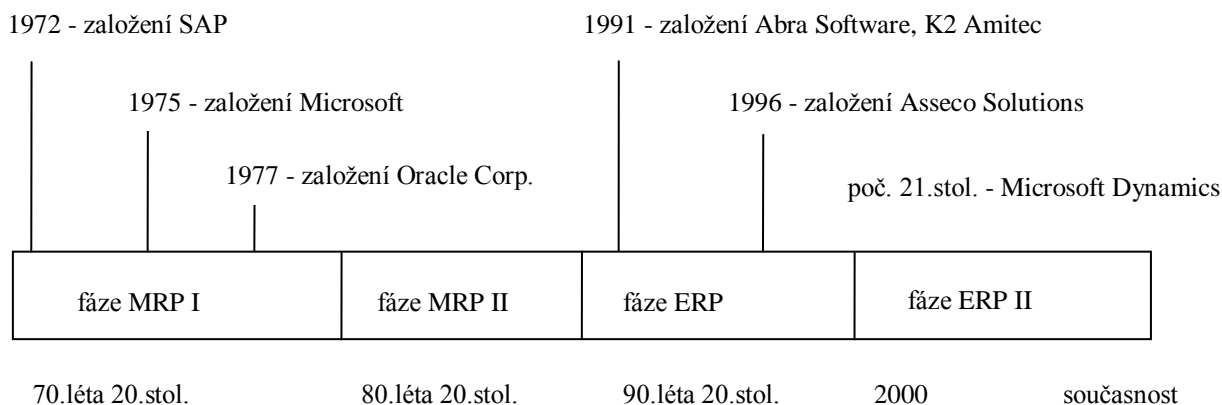 1972 - založení SAP
1991 - založení Abra Software, K2 Amitec
1975 - založení Microsoft
1996 - založení Asseco Solutions
1977 - založení Oracle Corp.
poč. 21.stol. - Microsoft Dynamics
fáze MRP I
fáze MRP II
fáze ERP
fáze ERP II
70.léta 20.stol.
80.léta 20.stol.
90.léta 20.stol.
2000
současnost